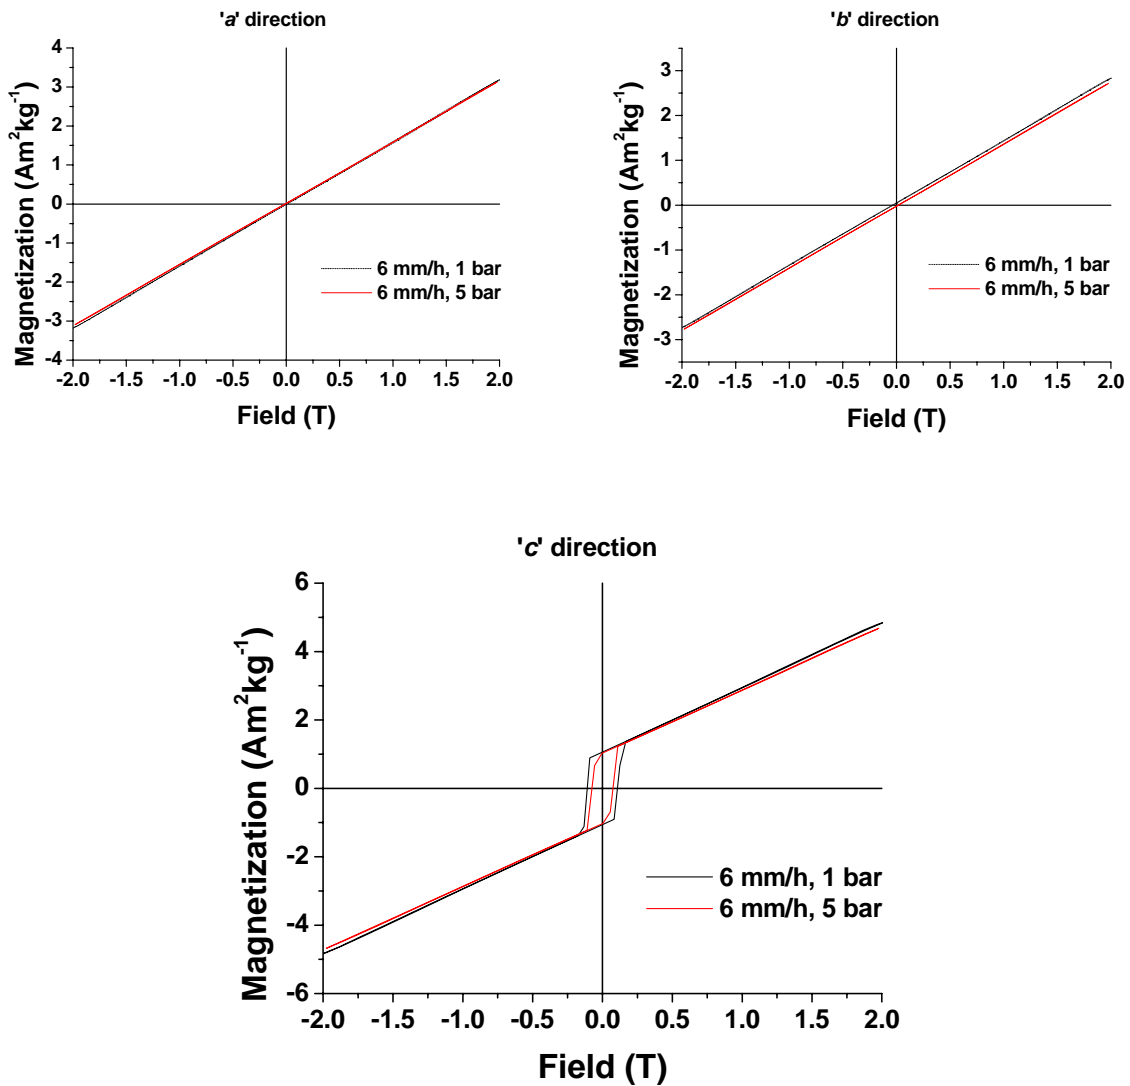 'a' direction
4
3
2
1
0
-1
-2
-3
-4
-2.0 -1.5 -1.0 -0.5 0.0 0.5 1.0 1.5 2.0
Magnetization (Am²kg⁻¹)
Field (T)
6 mm/h, 1 bar
6 mm/h, 5 bar
'b' direction
3
2
1
0
-1
-2
-3
-2.0 -1.5 -1.0 -0.5 0.0 0.5 1.0 1.5 2.0
Magnetization (Am²kg⁻¹)
Field (T)
6 mm/h, 1 bar
6 mm/h, 5 bar
'c' direction
6
4
2
0
-2
-4
-6
-2.0 -1.5 -1.0 -0.5 0.0 0.5 1.0 1.5 2.0
Magnetization (Am²kg⁻¹)
Field (T)
6 mm/h, 1 bar
6 mm/h, 5 bar